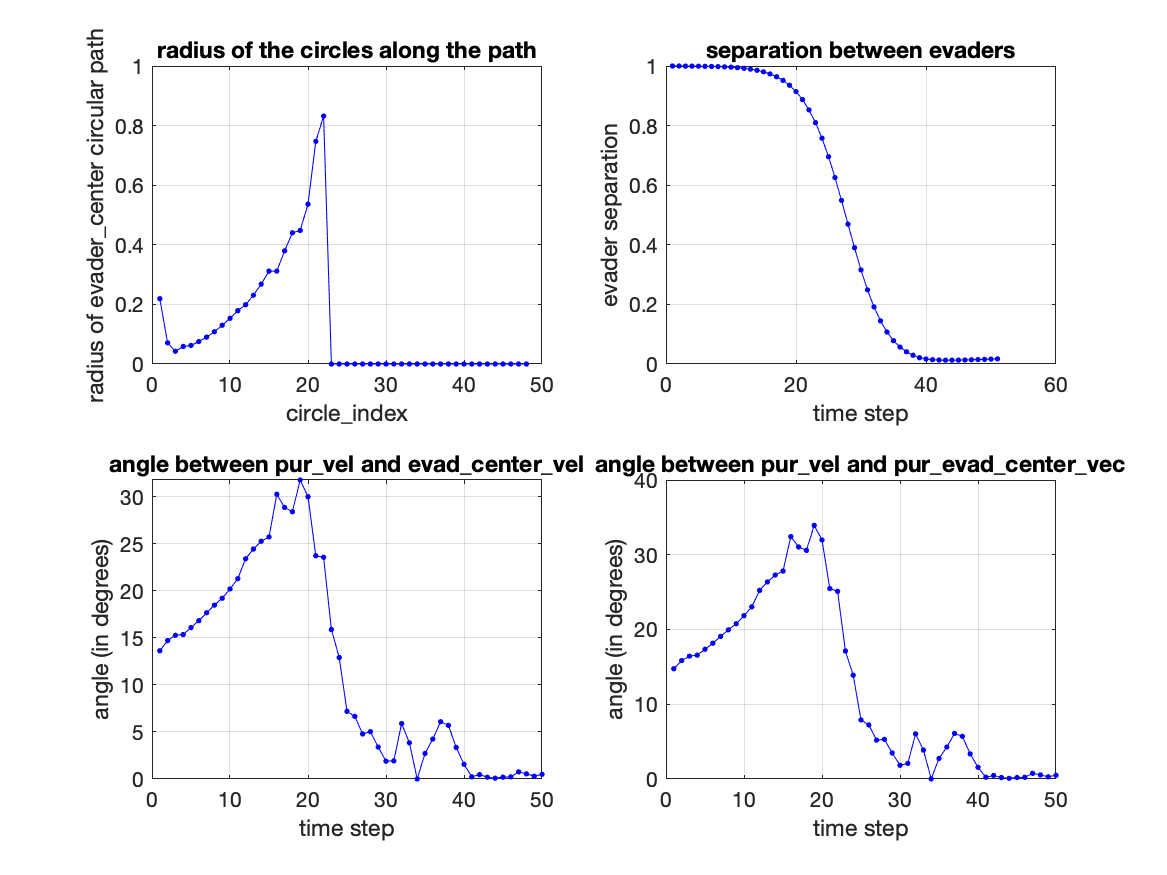 radius of the circles along the path
radius of evader_center circular path
1
0.8
0.6
0.4
0.2
0
0 10 20 30 40 50
circle_index
separation between evaders
evader separation
1
0.8
0.6
0.4
0.2
0
0 20 40 60
time step
angle between pur_vel and evad_center_vel
angle (in degrees)
30
25
20
15
10
5
0
0 10 20 30 40 50
time step
angle between pur_vel and pur_evad_center_vec
angle (in degrees)
40
30
20
10
0
0 10 20 30 40 50
time step